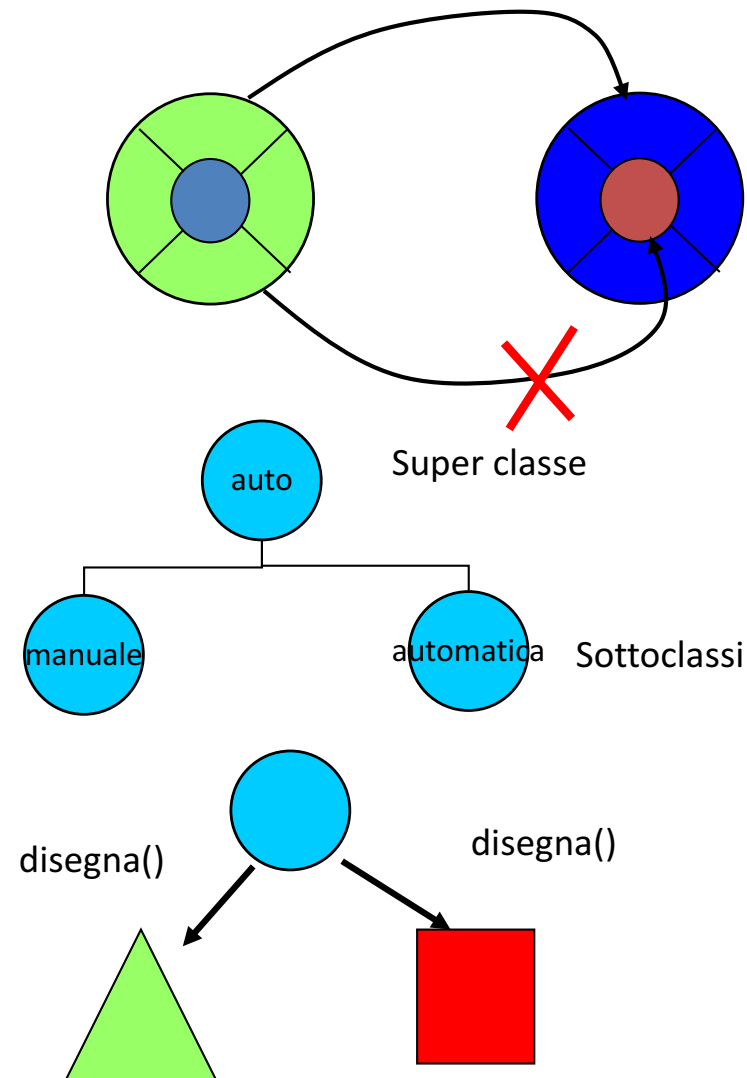 auto
Super classe
manuale
automatica
Sottoclassi
disegna()
disegna()